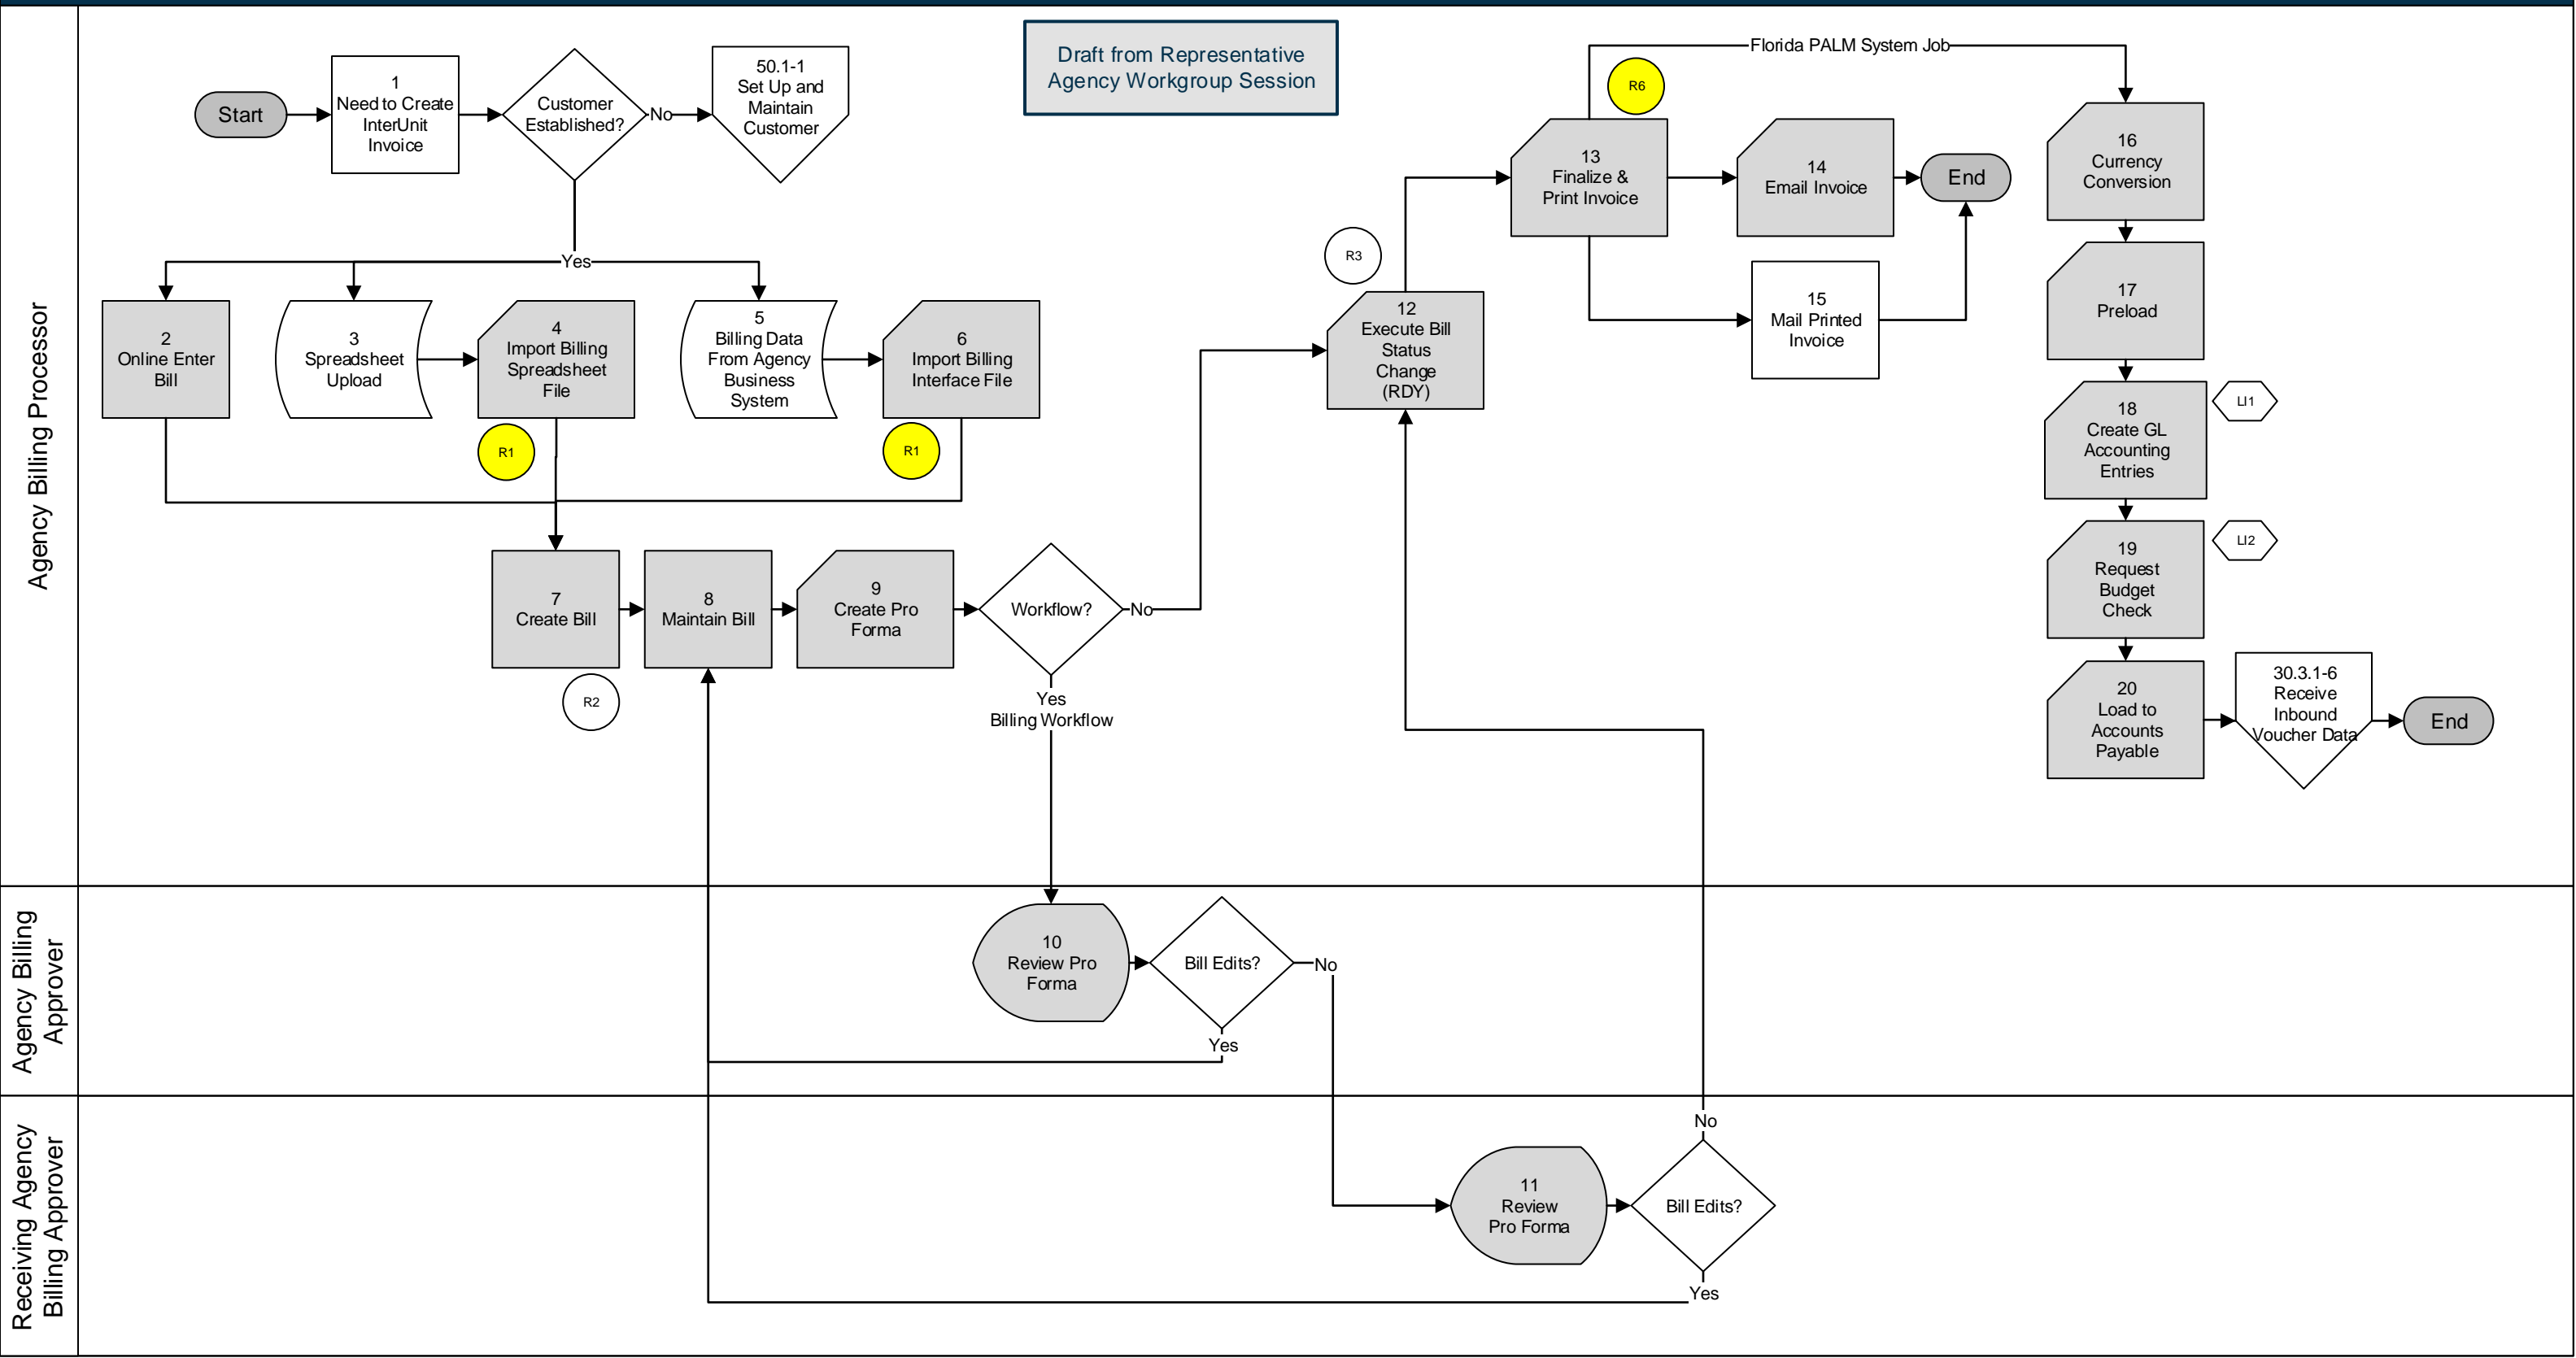 Agency Billing Processor
Start
1
Need to Create
InterUnit
Invoice
Customer
Established?
No
50.1-1
Set Up and
Maintain
Customer
Draft from Representative
Agency Workgroup Session
Yes
2
Online Enter
Bill
3
Spreadsheet
Upload
4
Import Billing
Spreadsheet
File
R1
5
Billing Data
From Agency
Business
System
6
Import Billing
Interface File
R1
7
Create Bill
R2
8
Maintain Bill
9
Create Pro
Forma
Workflow?
No
Yes
Billing Workflow
R3
12
Execute Bill
Status
Change
(RDY)
Florida PALM System Job
R6
13
Finalize &
Print Invoice
14
Email Invoice
End
15
Mail Printed
Invoice
16
Currency
Conversion
17
Preload
18
Create GL
Accounting
Entries
LI1
19
Request
Budget
Check
LI2
20
Load to
Accounts
Payable
30.3.1-6
Receive
Inbound
Voucher Data
End
Agency Billing
Approver
10
Review Pro
Forma
Bill Edits?
No
Yes
Receiving Agency
Billing Approver
11
Review
Pro Forma
Bill Edits?
No
Yes